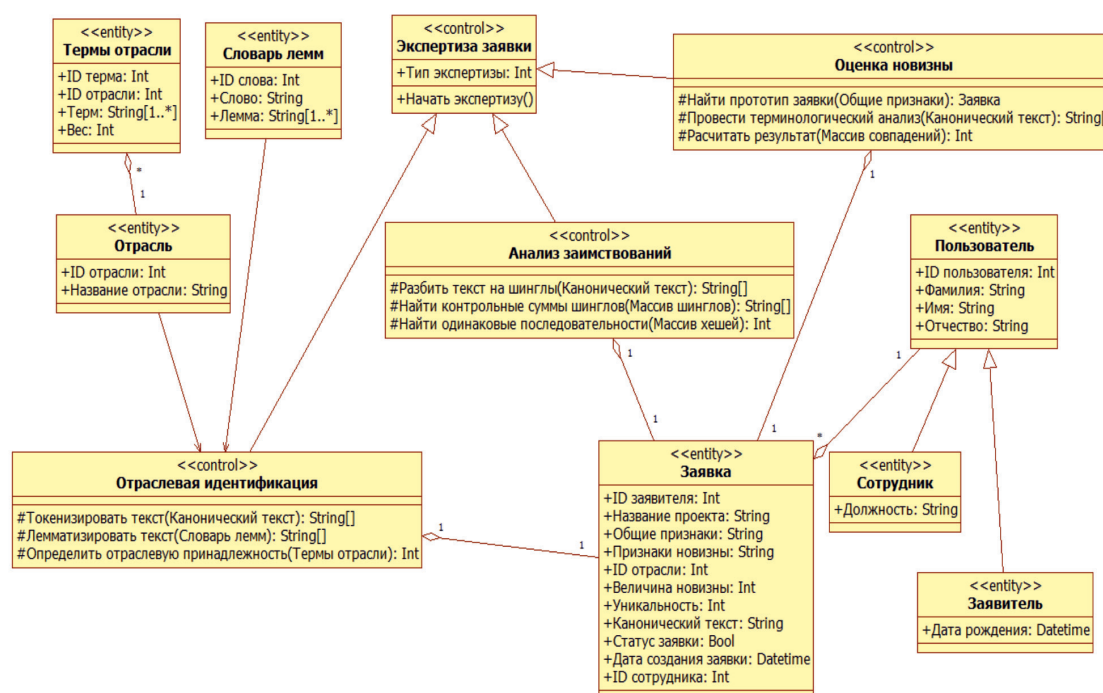 <<entity>>
Термы отрасли
+ID терма: Int
+ID отрасли: Int
+Терм: String[1..*]
+Вес: Int
<<entity>>
Словарь лемм
+ID слова: Int
+Слово: String
+Лемма: String[1..*]
<<control>>
Экспертиза заявки
+Тип экспертизы: Int
+Начать экспертизу()
<<control>>
Оценка новизны
#Найти прототип заявки(Общие признаки): Заявка
#Провести терминологический анализ(Канонический текст): String[
#Расчитать результат(Массив совпадений): Int
*
1
1
<<entity>>
Отрасль
+ID отрасли: Int
+Название отрасли: String
<<control>>
Анализ заимствований
#Разбить текст на шинглы(Канонический текст): String[]
#Найти контрольные суммы шинглов(Массив шинглов): String[]
#Найти одинаковые последовательности(Массив хешей): Int
<<entity>>
Пользователь
+ID пользователя: Int
+Фамилия: String
+Имя: String
+Отчество: String
1
1
1
1
*
<<control>>
Отраслевая идентификация
#Токенизировать текст(Канонический текст): String[]
#Лемматизировать текст(Словарь лемм): String[]
#Определить отраслевую принадлежность(Термы отрасли): Int
1
1
<<entity>>
Заявка
+ID заявителя: Int
+Название проекта: String
+Общие признаки: String
+Признаки новизны: String
+ID отрасли: Int
+Величина новизны: Int
+Уникальность: Int
+Канонический текст: String
+Статус заявки: Bool
+Дата создания заявки: Datetime
+ID сотрудника: Int
<<entity>>
Сотрудник
+Должность: String
<<entity>>
Заявитель
+Дата рождения: Datetime